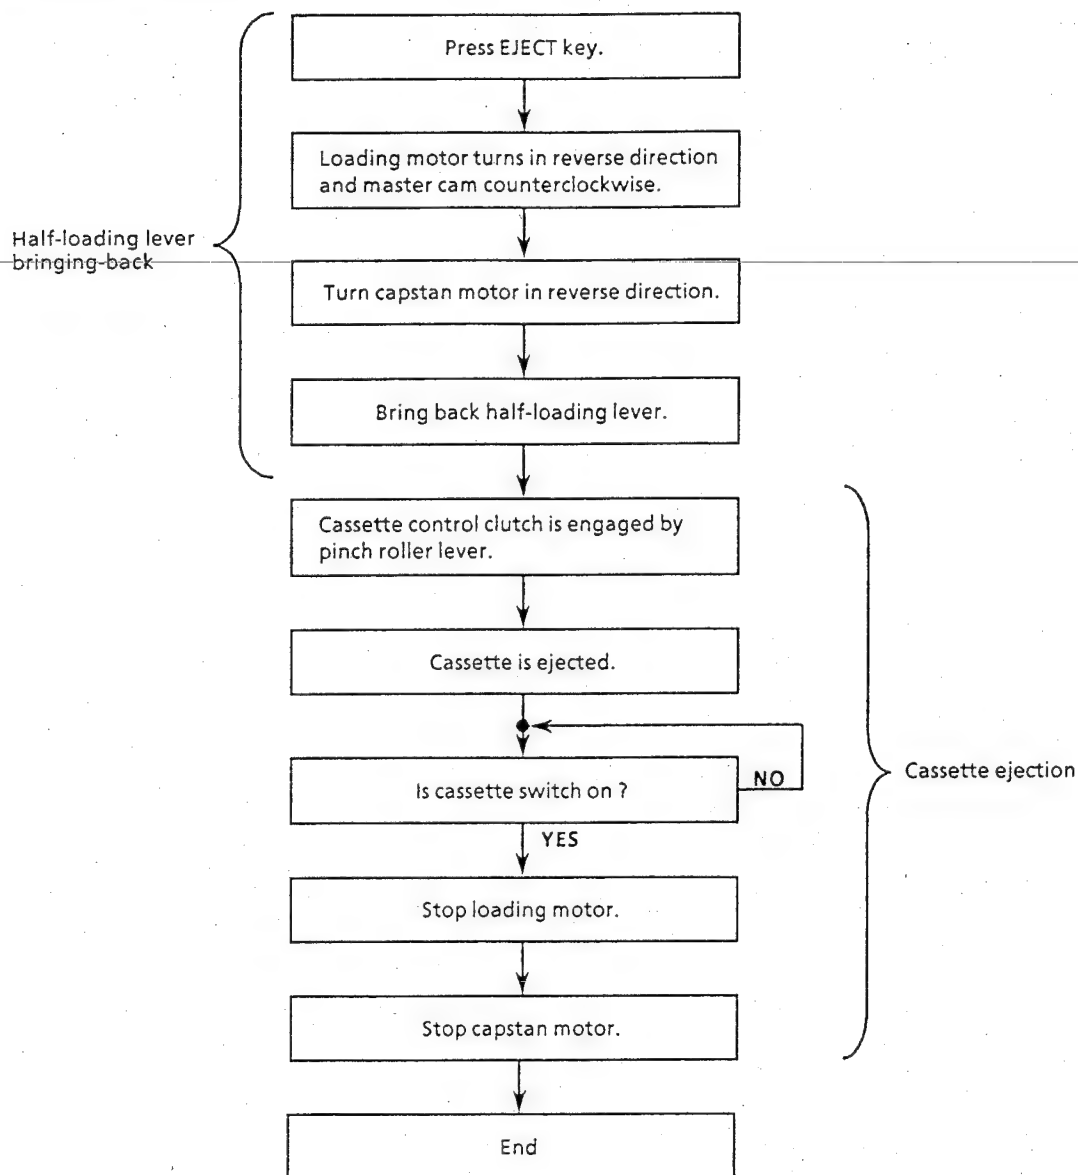 Press EJECT key.
Loading motor turns in reverse direction
and master cam counterclockwise.
Half-loading lever
bringing-back
Turn capstan motor in reverse direction.
Bring back half-loading lever.
Cassette control clutch is engaged by
pinch roller lever.
Cassette is ejected.
Is cassette switch on ?
NO
Cassette ejection
YES
Stop loading motor.
Stop capstan motor.
End